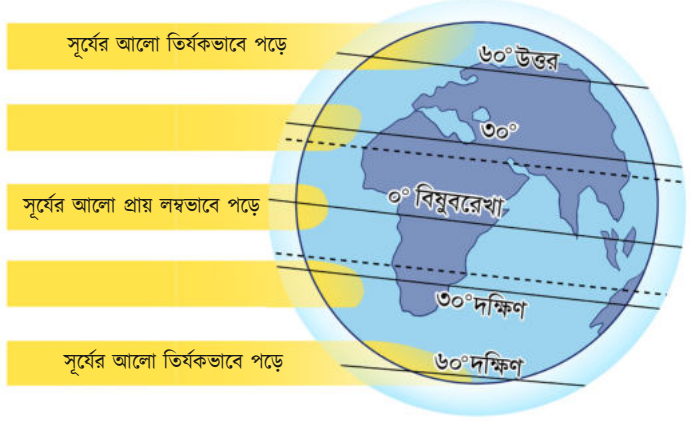 সূর্যের আলো তির্যকভাবে পড়ে
৬০° উত্তর
৩০°
সূর্যের আলো প্রায় লম্বভাবে পড়ে
০° বিষুবরেখা
৩০° দক্ষিণ
সূর্যের আলো তির্যকভাবে পড়ে
৬০° দক্ষিণ